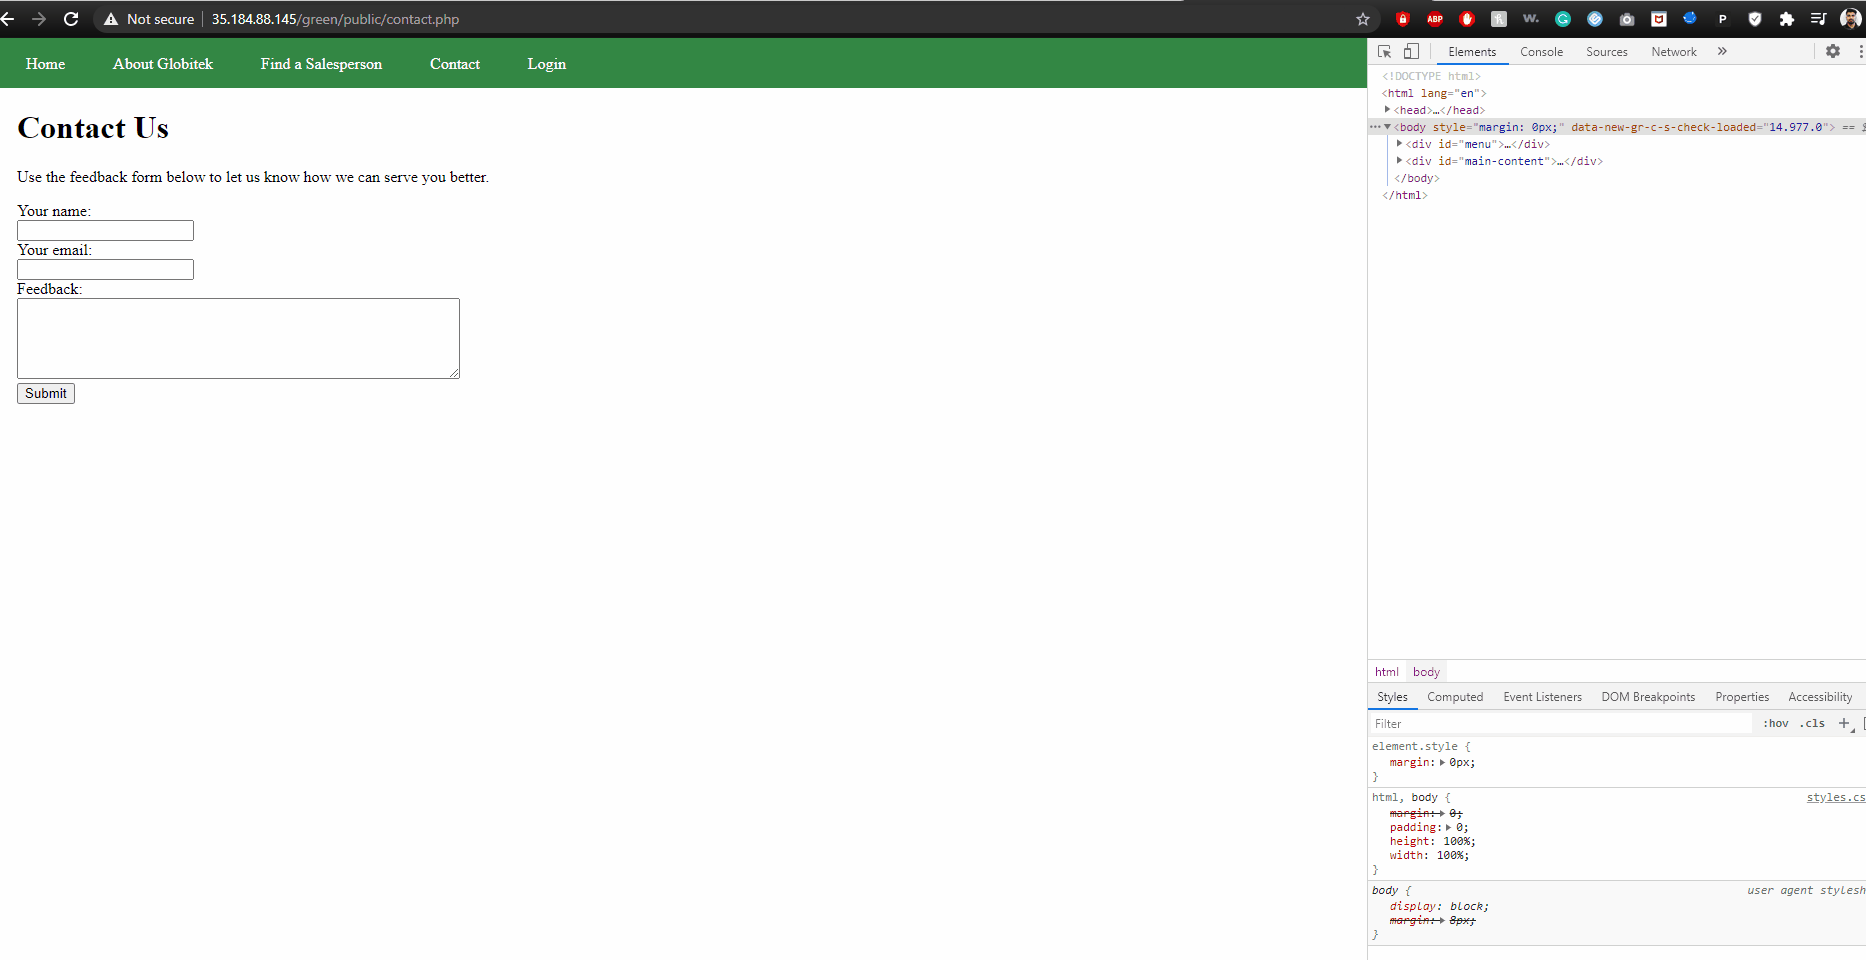 Not secure 35.184.88.145/green/public/contact.php
ABP W. P
Home About Globitek Find a Salesperson Contact Login
Contact Us
Use the feedback form below to let us know how we can serve you better.
Your name:
Your email:
Feedback:
Submit
Elements Console Sources Network »
<!DOCTYPE html>
<html lang="en">
<head>…</head>
<body style="margin: 0px;" data-new-gr-c-s-check-loaded="14.977.0"> ==
<div id="menu">…</div>
<div id="main-content">…</div>
</body>
</html>
html body
Styles Computed Event Listeners DOM Breakpoints Properties Accessibility
Filter :hov .cls +
element.style {
margin: 0px;
}
html, body { styles.cs
margin: 0;
padding: 0;
height: 100%;
width: 100%;
}
body { user agent stylesh
display: block;
margin: 8px;
}